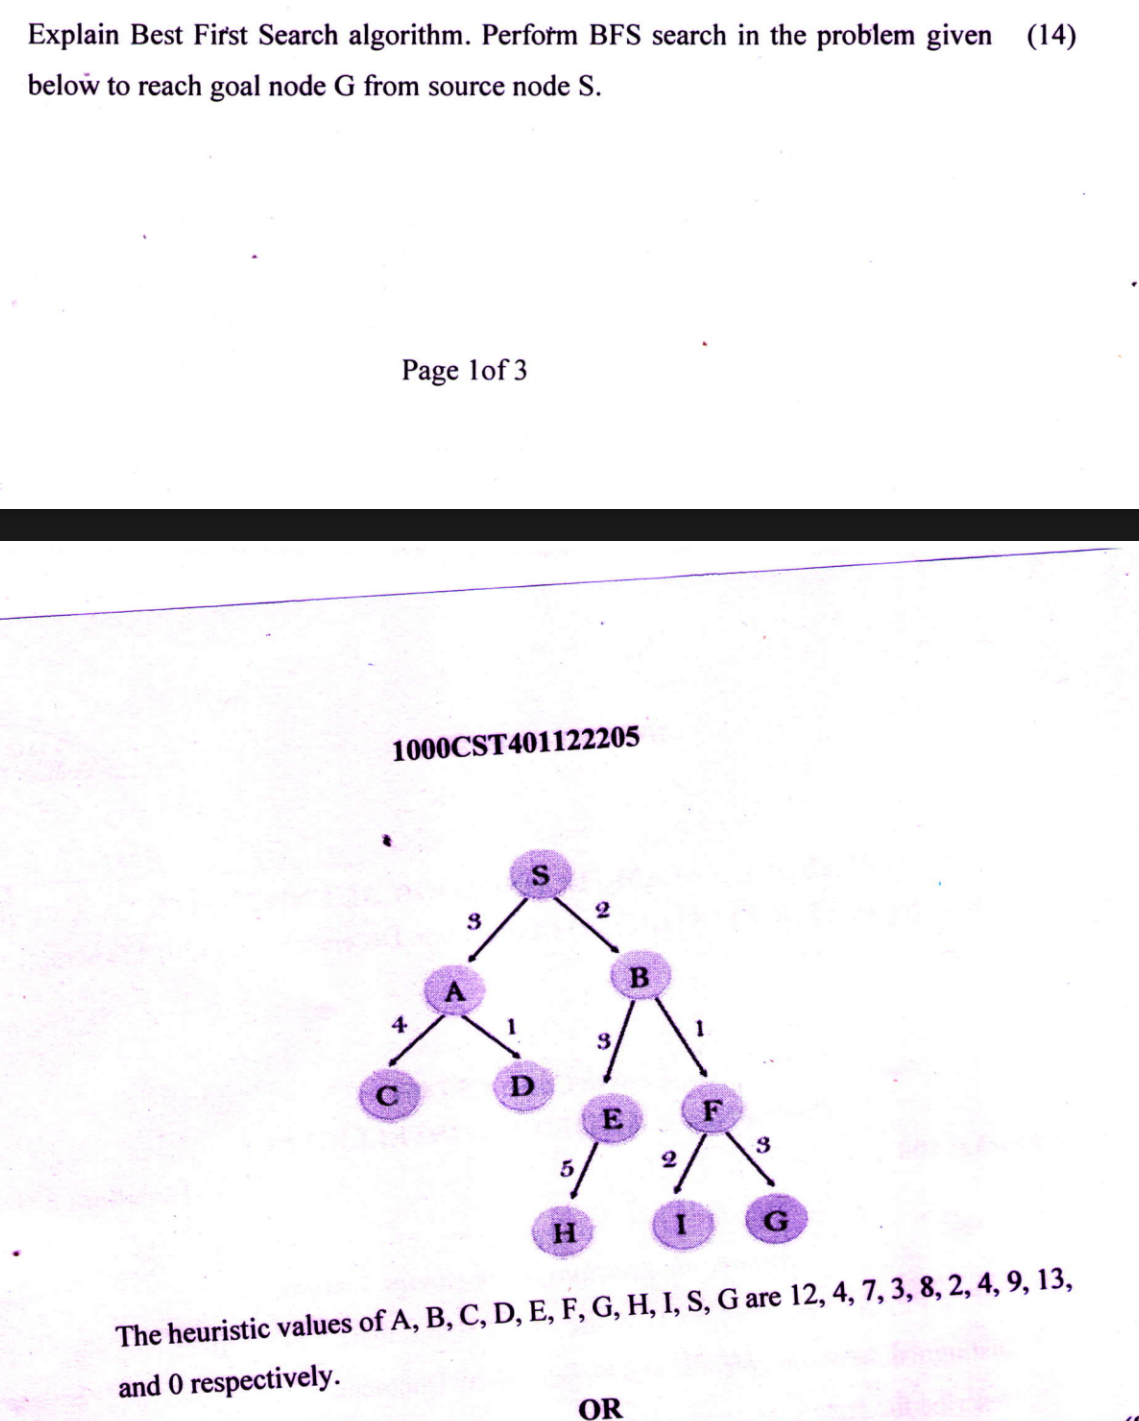 Explain Best First Search algorithm. Perform BFS search in the problem given (14)
below to reach goal node G from source node S.
Page 1of 3
1000CST401122205
S
3
2
A
B
4
1
3
1
C
D
E
F
5
2
3
H
I
G
The heuristic values of A, B, C, D, E, F, G, H, I, S, G are 12, 4, 7, 3, 8, 2, 4, 9, 13,
and 0 respectively.
OR